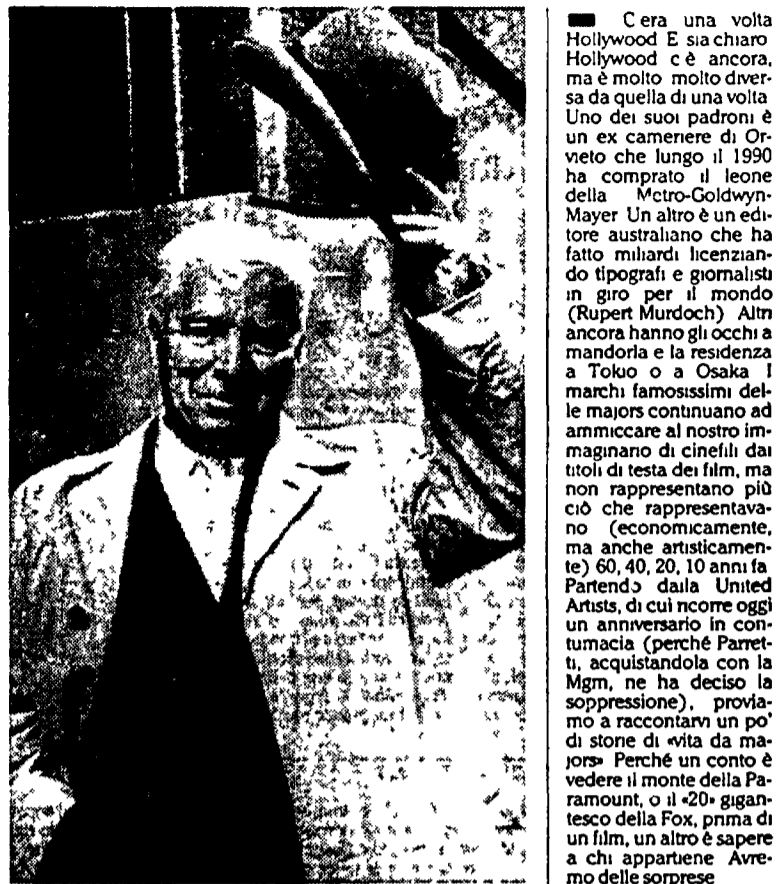 C era una volta
Hollywood E sia chiaro
Hollywood c è ancora,
ma è molto molto diver-
sa da quella di una volta
Uno dei suoi padroni è
un ex cameriere di Or-
vieto che lungo il 1990
ha comprato il leone
della Metro-Goldwyn-
Mayer Un altro è un edi-
tore australiano che ha
fatto miliardi licenzian-
do tipografi e giornalisti
in giro per il mondo
(Rupert Murdoch) Altri
ancora hanno gli occhi a
mandorla e la residenza
a Tokio o a Osaka I
marchi famosissimi del-
le majors continuano ad
ammiccare al nostro im-
maginario di cinefili dai
titoli di testa dei film, ma
non rappresentano più
ciò che rappresentava-
no (economicamente,
ma anche artisticamen-
te) 60, 40, 20, 10 anni fa
Partendo dalla United
Artists, di cui ricorre oggi
un anniversario in con-
tumacia (perché Parret-
ti, acquistandola con la
Mgm, ne ha deciso la
soppressione), provia-
mo a raccontarvi un po'
di storie di «vita da ma-
jors» Perché un conto è
vedere il monte della Pa-
ramount, o il «20» gigan-
tesco della Fox, prima di
un film, un altro è sapere
a chi appartiene Avre-
mo delle sorprese